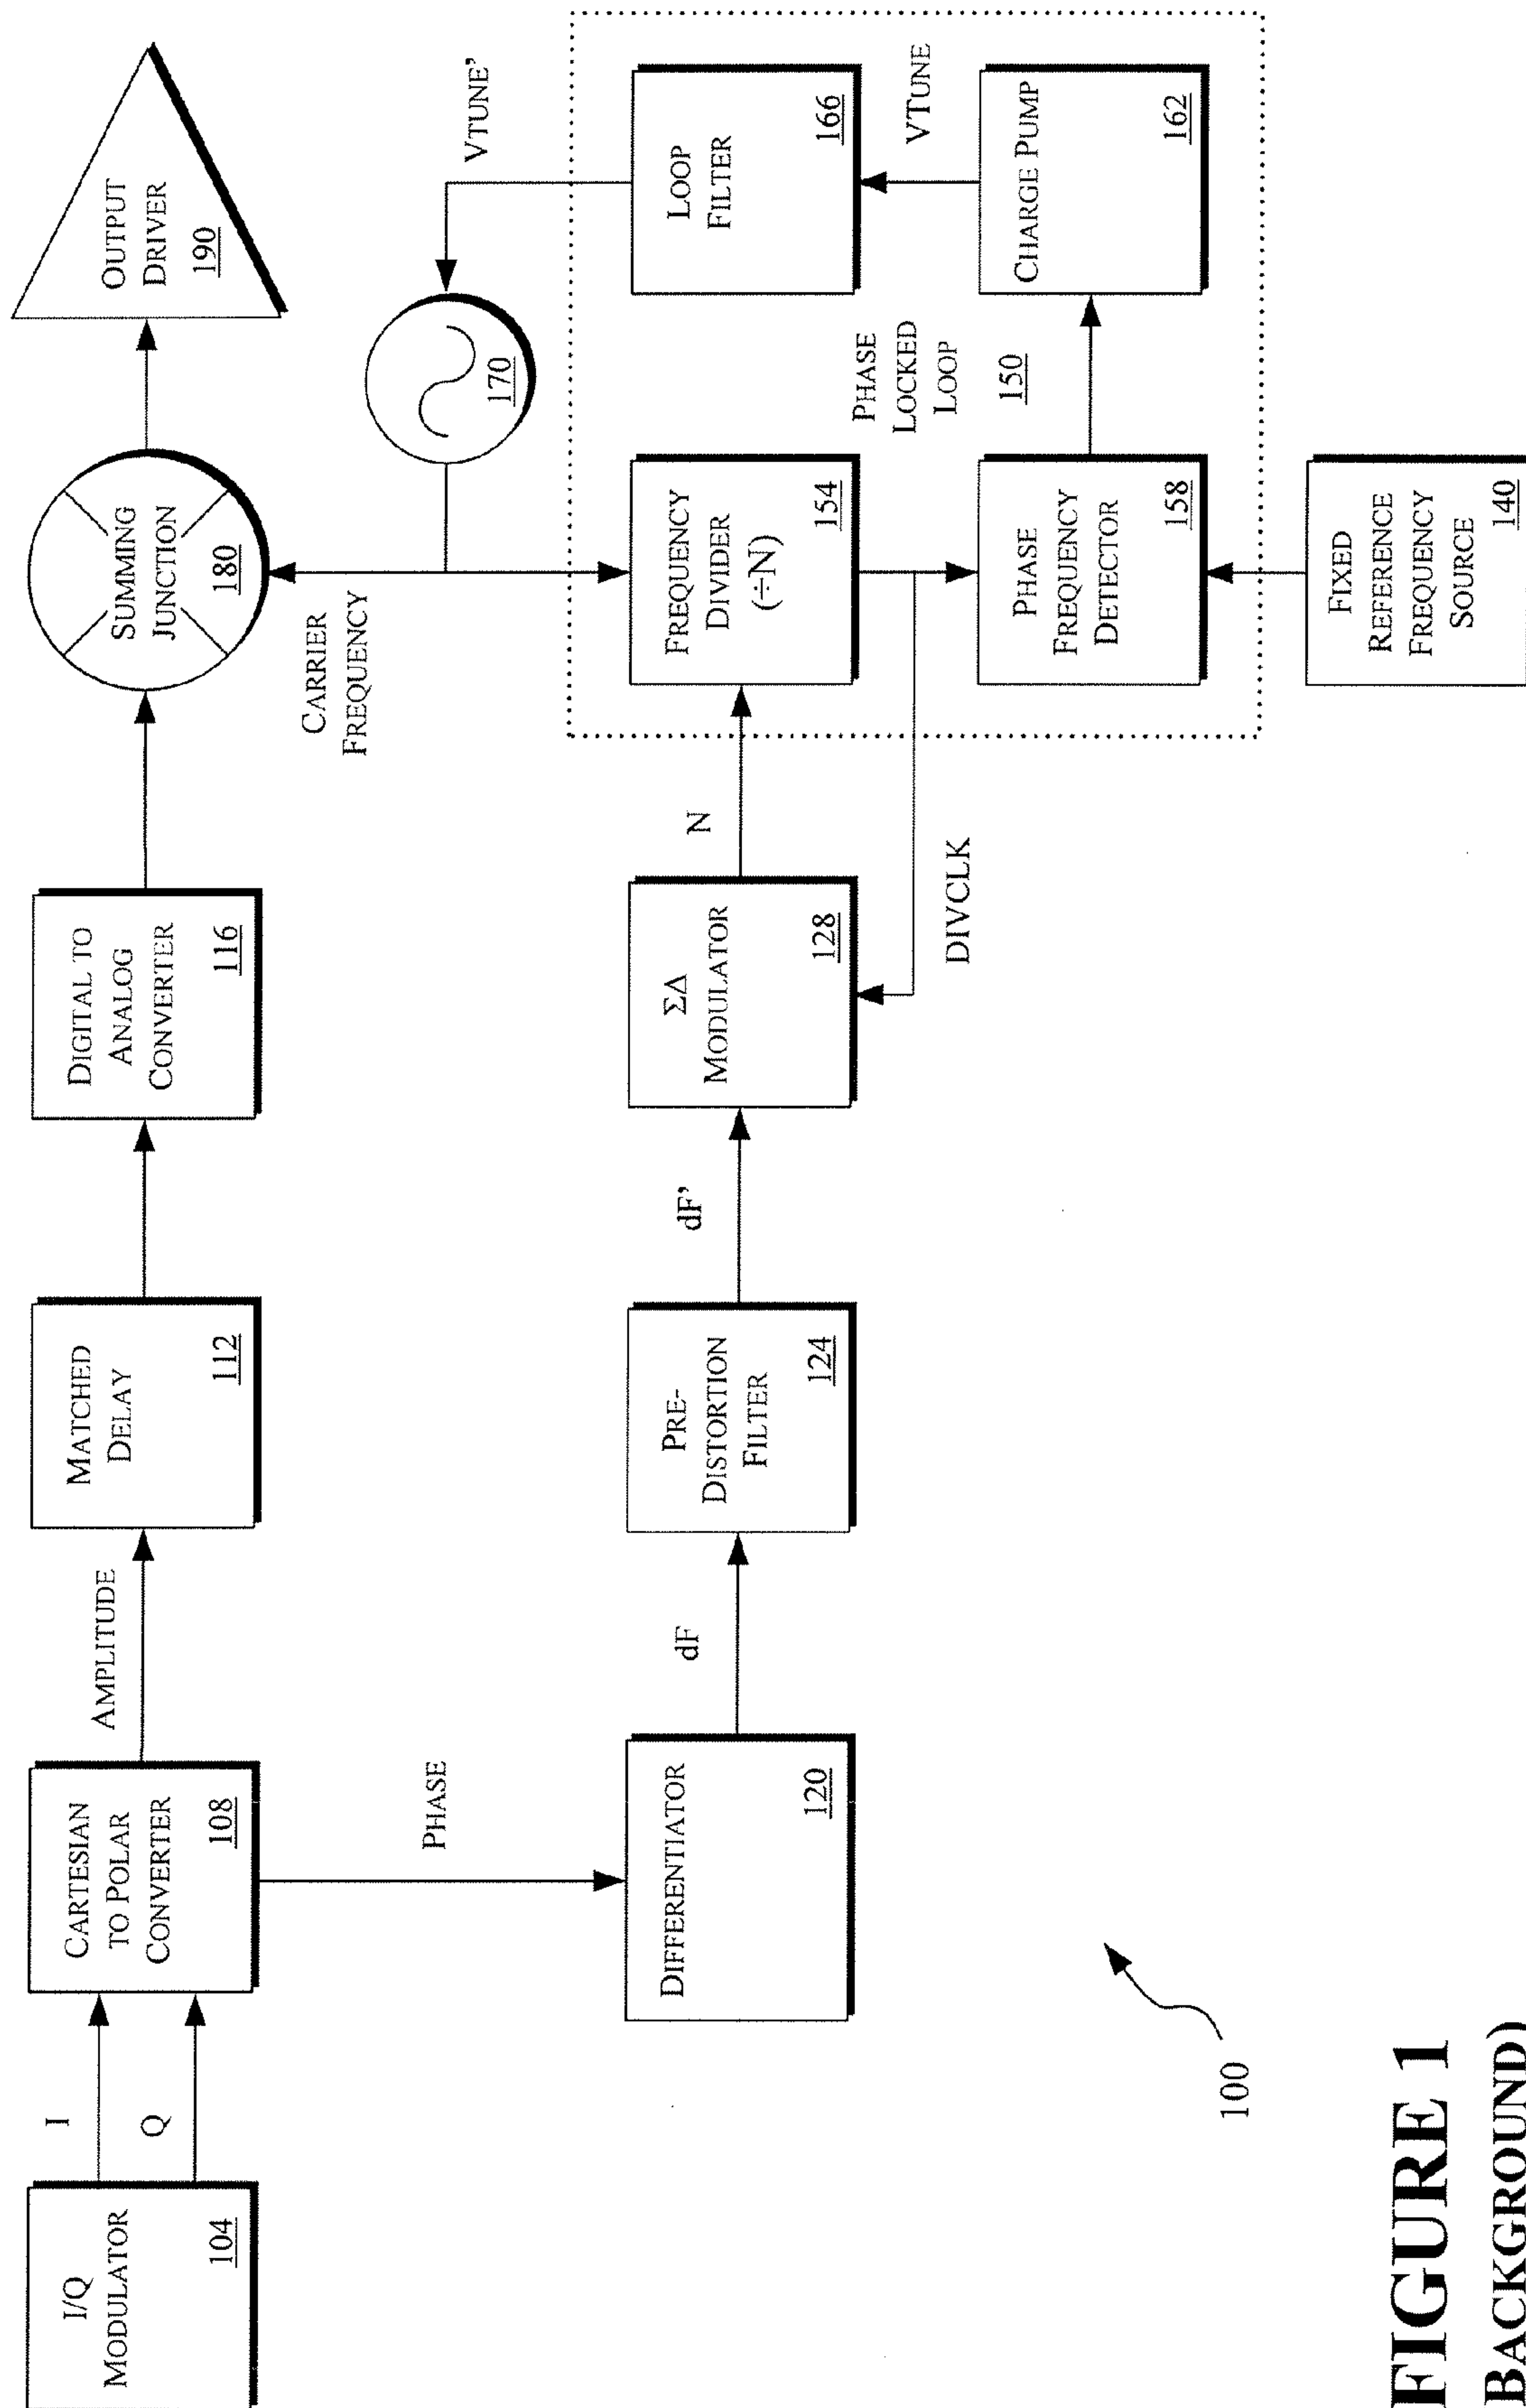 I/Q
MODULATOR
104
I
Q
CARTESIAN
TO POLAR
CONVERTER
108
AMPLITUDE
MATCHED
DELAY
112
DIGITAL TO
ANALOG
CONVERTER
116
SUMMING
JUNCTION
180
OUTPUT
DRIVER
190
PHASE
CARRIER
FREQUENCY
170
VTUNE'
DIFFERENTIATOR
120
dF
PRE-
DISTORTION
FILTER
124
dF'
ΣΔ
MODULATOR
128
N
FREQUENCY
DIVIDER
(÷N)
154
LOOP
FILTER
166
PHASE
LOCKED
LOOP
150
VTUNE
DIVCLK
PHASE
FREQUENCY
DETECTOR
158
CHARGE PUMP
162
FIXED
REFERENCE
FREQUENCY
SOURCE
140
100
FIGURE 1
BACKGROUND)